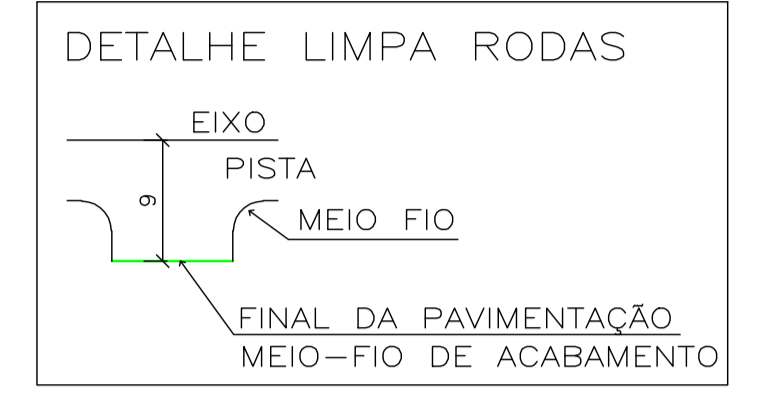 DETALHE LIMPA RODAS
EIXO
PISTA
9
MEIO FIO
FINAL DA PAVIMENTAÇÃO
MEIO-FIO DE ACABAMENTO